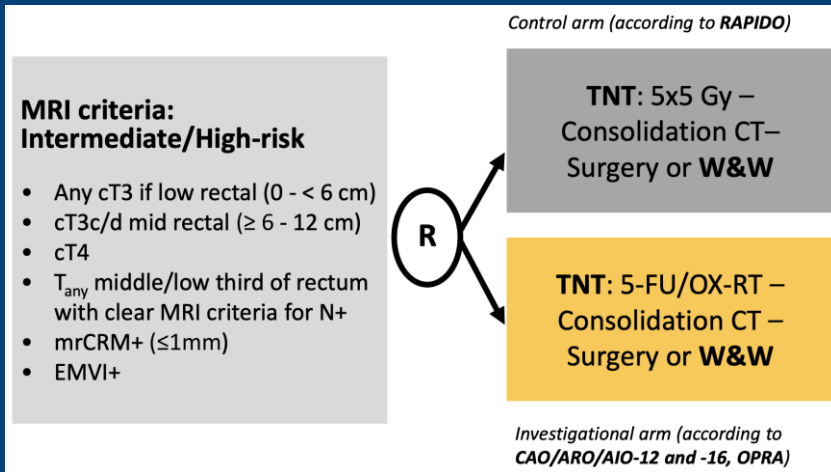 Control arm (according to RAPIDO)
MRI criteria:
Intermediate/High-risk
• Any cT3 if low rectal (0 - < 6 cm)
• cT3c/d mid rectal (≥ 6 - 12 cm)
• cT4
• Tany middle/low third of rectum
with clear MRI criteria for N+
• mrCRM+ (≤1mm)
• EMVI+
R
TNT: 5x5 Gy –
Consolidation CT–
Surgery or W&W
TNT: 5-FU/OX-RT –
Consolidation CT –
Surgery or W&W
Investigational arm (according to
CAO/ARO/AIO-12 and -16, OPRA)